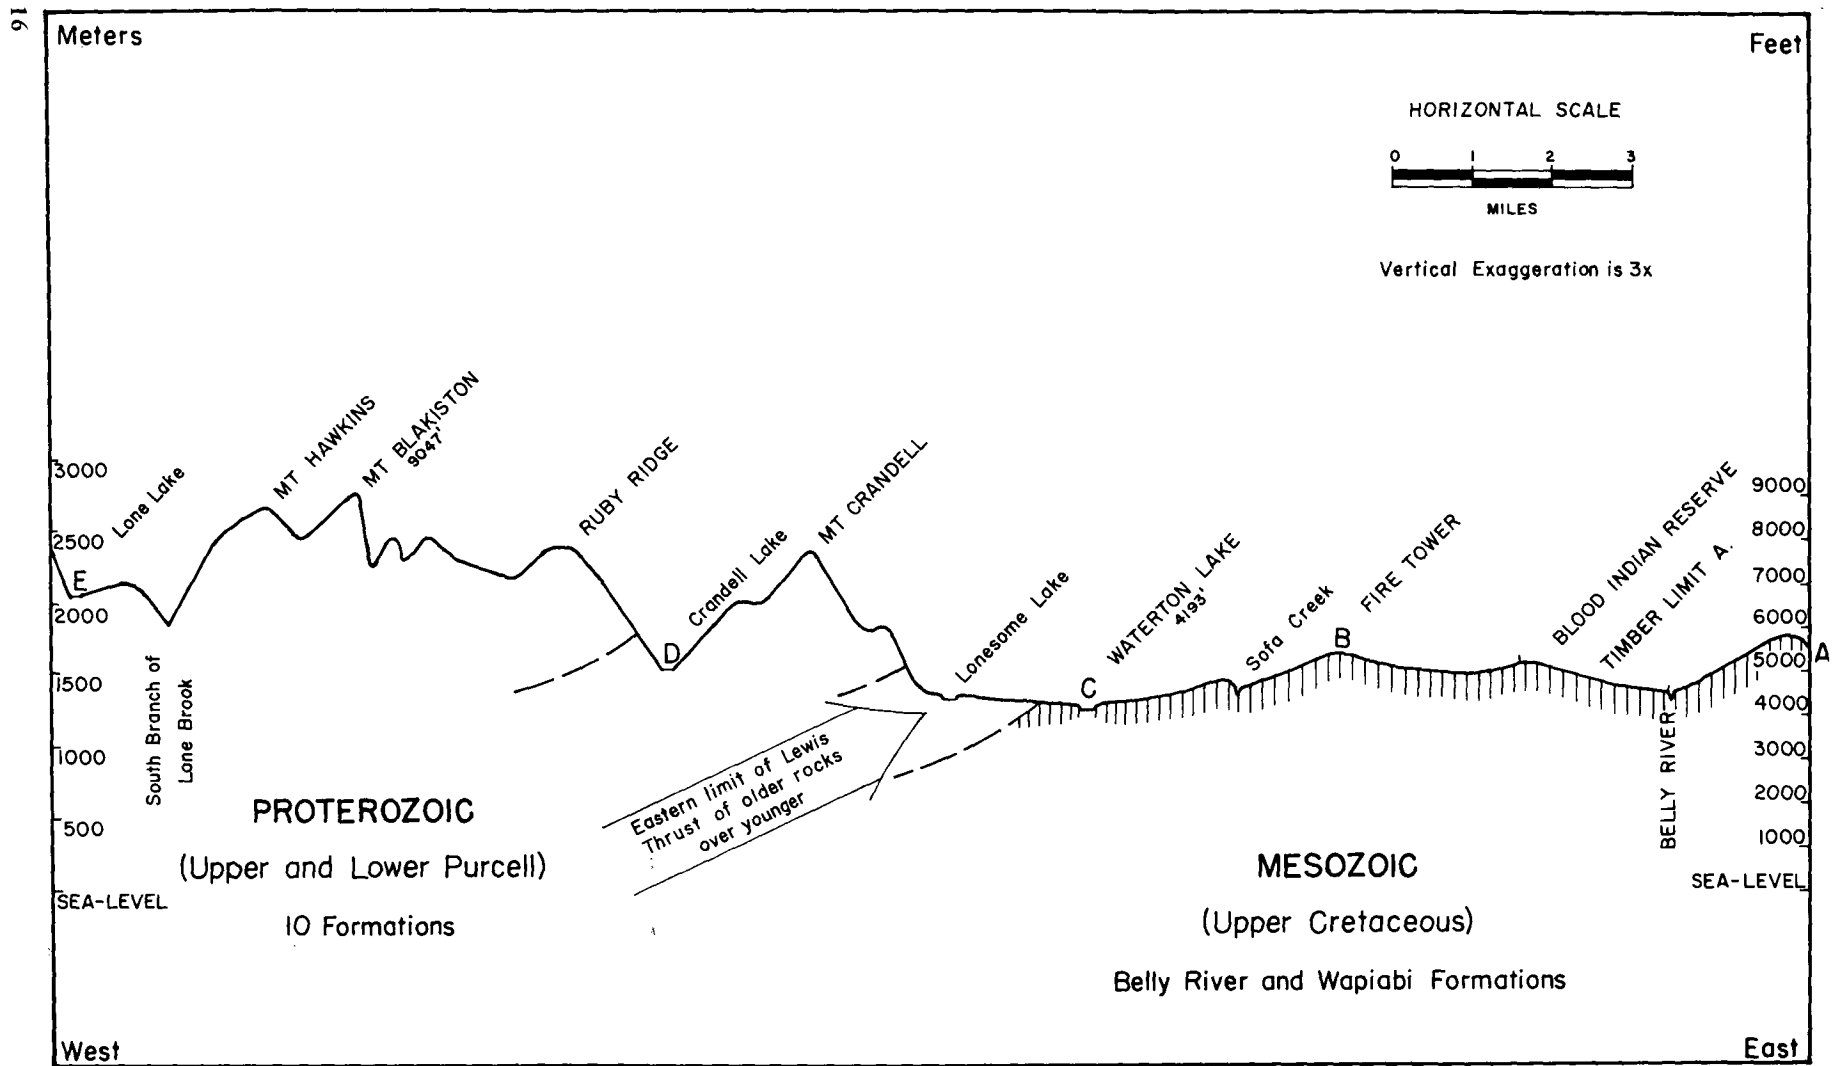 16
Meters
Feet
HORIZONTAL SCALE
0 1 2 3
MILES
Vertical Exaggeration is 3x
Lone Lake
MT HAWKINS
MT BLAKISTON
9047'
RUBY RIDGE
Crandell Lake
MT CRANDELL
Lonesome Lake
WATERTON LAKE
4193'
Sofa Creek
FIRE TOWER
BLOOD INDIAN RESERVE
TIMBER LIMIT A.
BELLY RIVER
South Branch of
Lone Brook
E
D
C
B
A
3000
2500
2000
1500
1000
500
SEA-LEVEL
9000
8000
7000
6000
5000
4000
3000
2000
1000
SEA-LEVEL
Eastern limit of Lewis
Thrust of older rocks
over younger
PROTEROZOIC
(Upper and Lower Purcell)
10 Formations
MESOZOIC
(Upper Cretaceous)
Belly River and Wapiabi Formations
West
East